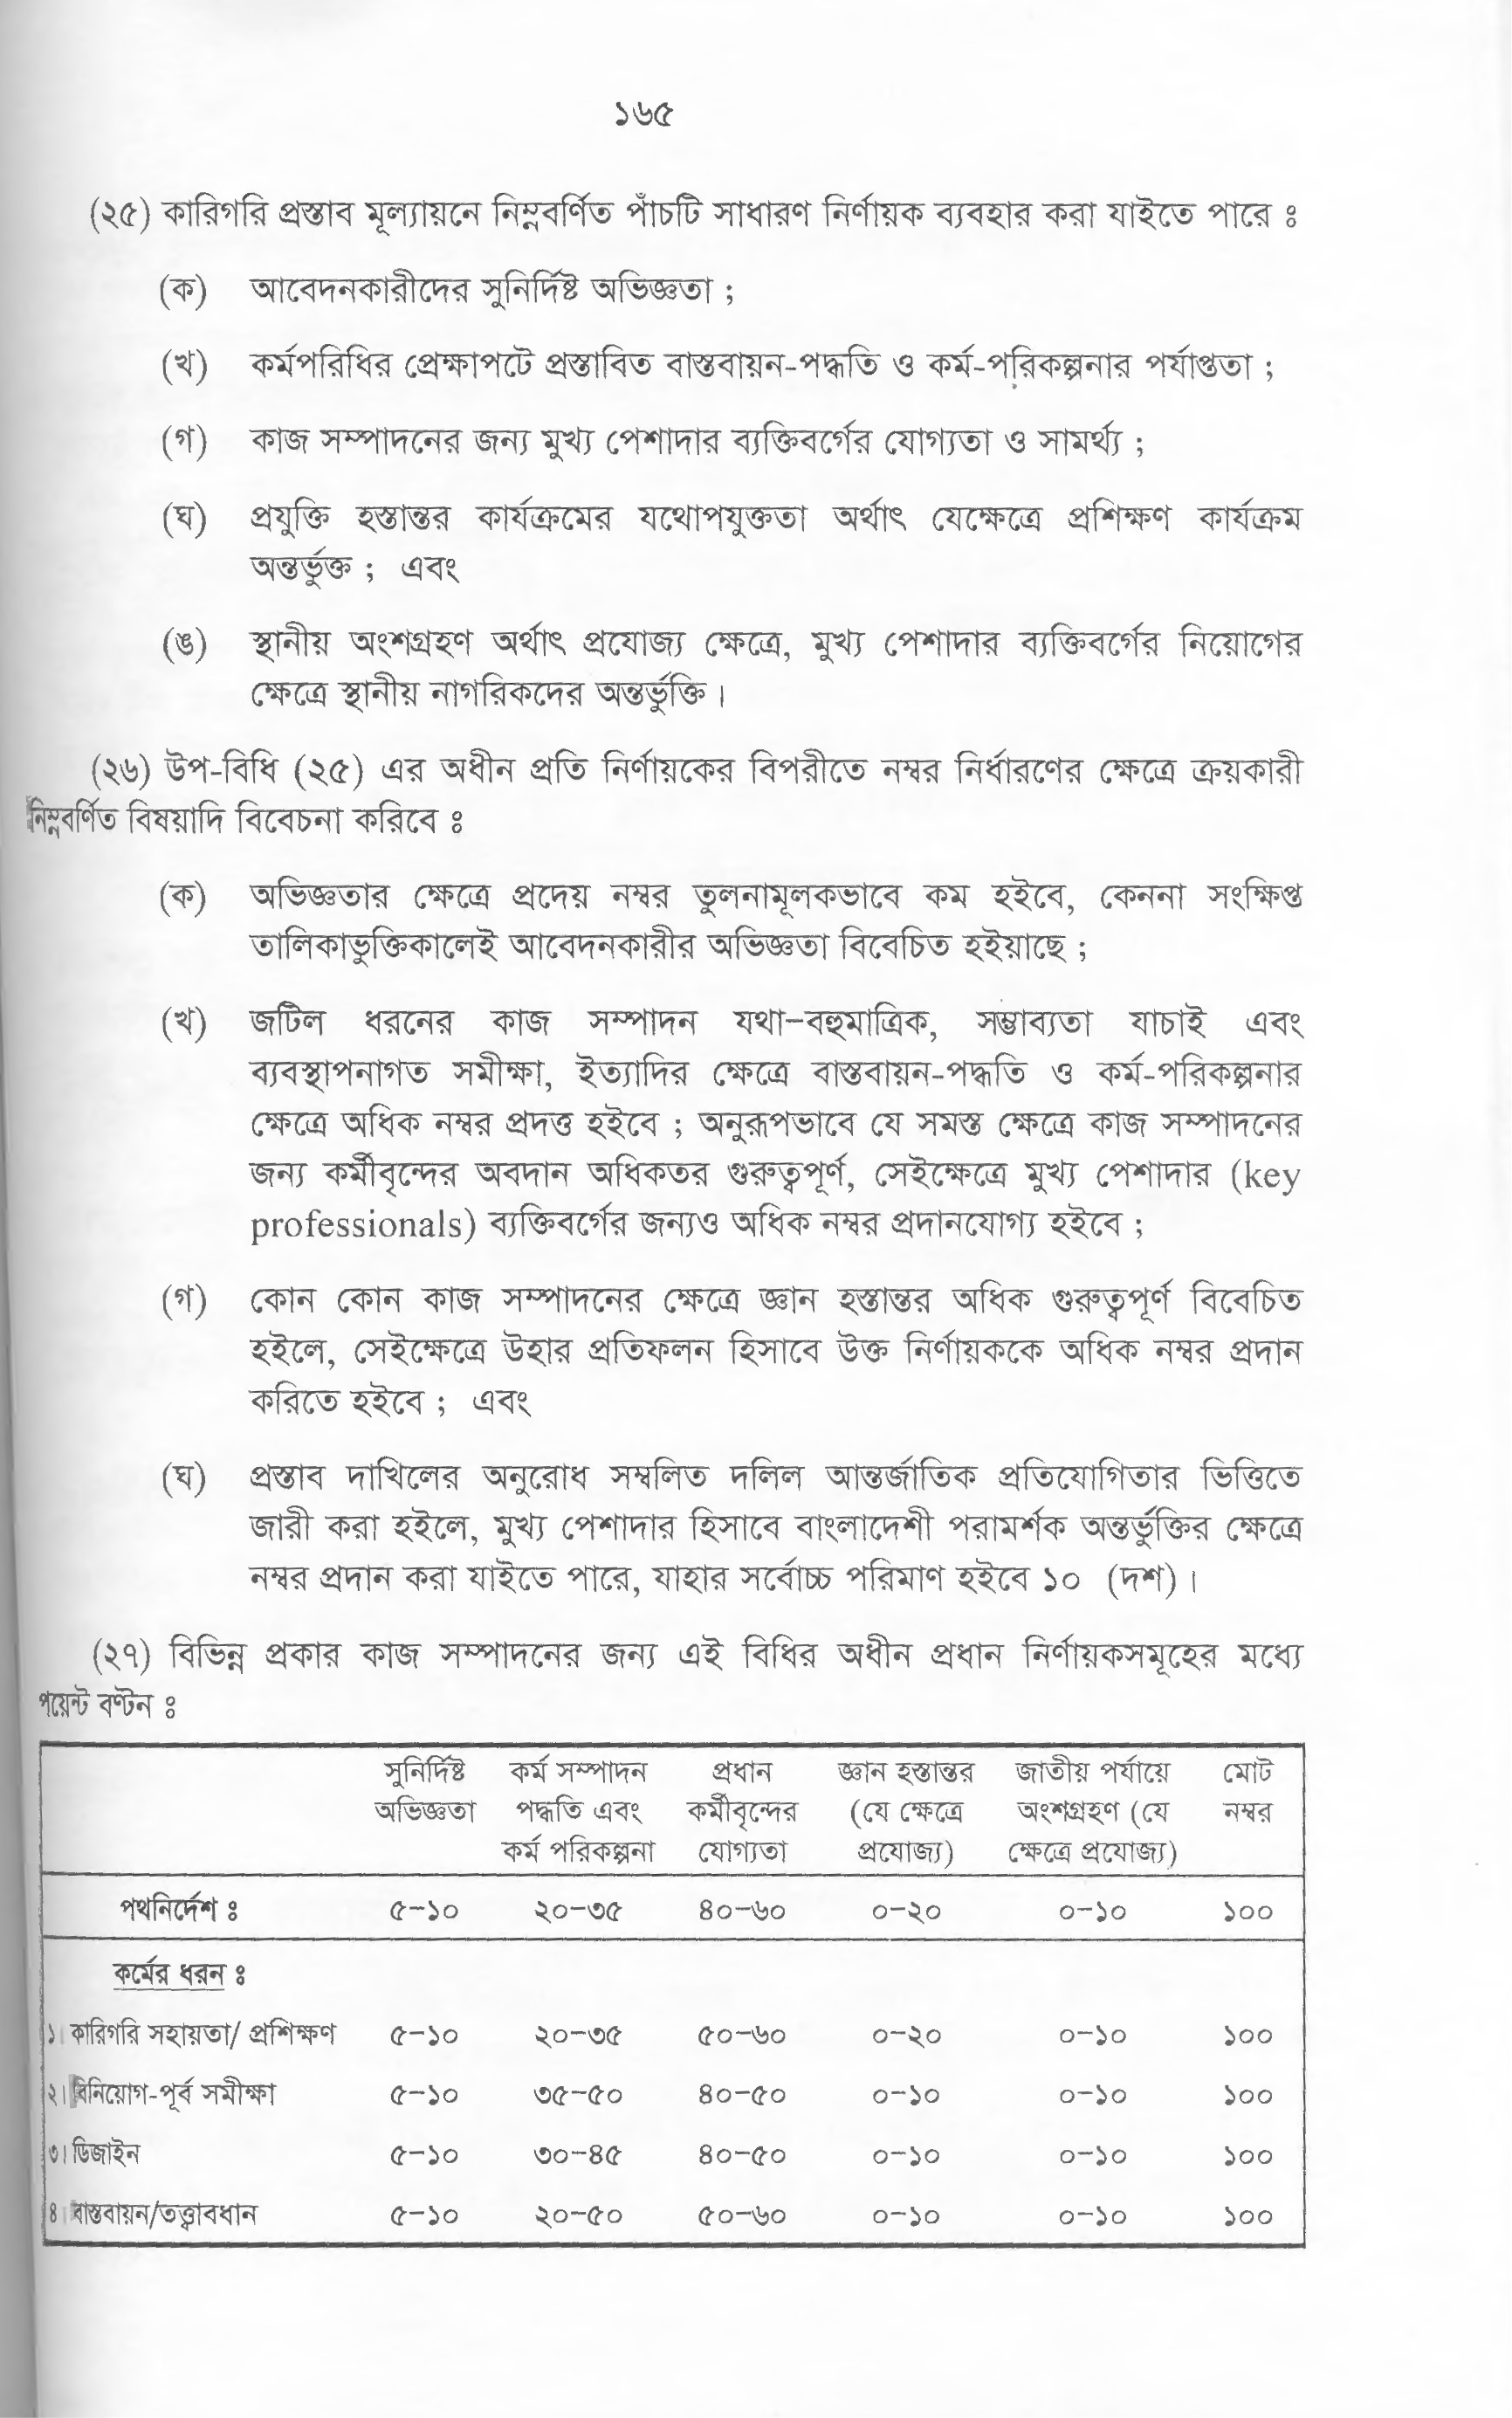 ১৬৫
(২৫) কারিগরি প্রস্তাব মূল্যায়নে নিম্নবর্ণিত পাঁচটি সাধারণ নির্ণায়ক ব্যবহার করা যাইতে পারে ঃ
(ক) আবেদনকারীদের সুনির্দিষ্ট অভিজ্ঞতা ;
(খ) কর্মপরিধির প্রেক্ষাপটে প্রস্তাবিত বাস্তবায়ন-পদ্ধতি ও কর্ম-পরিকল্পনার পর্যাপ্ততা ;
(গ) কাজ সম্পাদনের জন্য মুখ্য পেশাদার ব্যক্তিবর্গের যোগ্যতা ও সামর্থ্য ;
(ঘ) প্রযুক্তি হস্তান্তর কার্যক্রমের যথোপযুক্ততা অর্থাৎ যেক্ষেত্রে প্রশিক্ষণ কার্যক্রম
অন্তর্ভুক্ত ; এবং
(ঙ) স্থানীয় অংশগ্রহণ অর্থাৎ প্রযোজ্য ক্ষেত্রে, মুখ্য পেশাদার ব্যক্তিবর্গের নিয়োগের
ক্ষেত্রে স্থানীয় নাগরিকদের অন্তর্ভুক্তি।
(২৬) উপ-বিধি (২৫) এর অধীন প্রতি নির্ণায়কের বিপরীতে নম্বর নির্ধারণের ক্ষেত্রে ক্রয়কারী
নিম্নবর্ণিত বিষয়াদি বিবেচনা করিবে ঃ
(ক) অভিজ্ঞতার ক্ষেত্রে প্রদেয় নম্বর তুলনামূলকভাবে কম হইবে, কেননা সংক্ষিপ্ত
তালিকাভুক্তিকালেই আবেদনকারীর অভিজ্ঞতা বিবেচিত হইয়াছে ;
(খ) জটিল ধরনের কাজ সম্পাদন যথা–বহুমাত্রিক, সম্ভাব্যতা যাচাই এবং
ব্যবস্থাপনাগত সমীক্ষা, ইত্যাদির ক্ষেত্রে বাস্তবায়ন-পদ্ধতি ও কর্ম-পরিকল্পনার
ক্ষেত্রে অধিক নম্বর প্রদত্ত হইবে ; অনুরূপভাবে যে সমস্ত ক্ষেত্রে কাজ সম্পাদনের
জন্য কর্মীবৃন্দের অবদান অধিকতর গুরুত্বপূর্ণ, সেইক্ষেত্রে মুখ্য পেশাদার (key
professionals) ব্যক্তিবর্গের জন্যও অধিক নম্বর প্রদানযোগ্য হইবে ;
(গ) কোন কোন কাজ সম্পাদনের ক্ষেত্রে জ্ঞান হস্তান্তর অধিক গুরুত্বপূর্ণ বিবেচিত
হইলে, সেইক্ষেত্রে উহার প্রতিফলন হিসাবে উক্ত নির্ণায়ককে অধিক নম্বর প্রদান
করিতে হইবে ; এবং
(ঘ) প্রস্তাব দাখিলের অনুরোধ সম্বলিত দলিল আন্তর্জাতিক প্রতিযোগিতার ভিত্তিতে
জারী করা হইলে, মুখ্য পেশাদার হিসাবে বাংলাদেশী পরামর্শক অন্তর্ভুক্তির ক্ষেত্রে
নম্বর প্রদান করা যাইতে পারে, যাহার সর্বোচ্চ পরিমাণ হইবে ১০ (দশ)।
(২৭) বিভিন্ন প্রকার কাজ সম্পাদনের জন্য এই বিধির অধীন প্রধান নির্ণায়কসমূহের মধ্যে
পয়েন্ট বণ্টন ঃ
সুনির্দিষ্ট কর্ম সম্পাদন প্রধান জ্ঞান হস্তান্তর জাতীয় পর্যায়ে মোট
অভিজ্ঞতা পদ্ধতি এবং কর্মীবৃন্দের (যে ক্ষেত্রে অংশগ্রহণ (যে নম্বর
কর্ম পরিকল্পনা যোগ্যতা প্রযোজ্য) ক্ষেত্রে প্রযোজ্য)
পথনির্দেশ ঃ ৫–১০ ২০–৩৫ ৪০–৬০ ০–২০ ০–১০ ১০০
কর্মের ধরন ঃ
১। কারিগরি সহায়তা/ প্রশিক্ষণ ৫–১০ ২০–৩৫ ৫০–৬০ ০–২০ ০–১০ ১০০
২। বিনিয়োগ-পূর্ব সমীক্ষা ৫–১০ ৩৫–৫০ ৪০–৫০ ০–১০ ০–১০ ১০০
৩। ডিজাইন ৫–১০ ৩০–৪৫ ৪০–৫০ ০–১০ ০–১০ ১০০
৪। বাস্তবায়ন/তত্ত্বাবধান ৫–১০ ২০–৫০ ৫০–৬০ ০–১০ ০–১০ ১০০